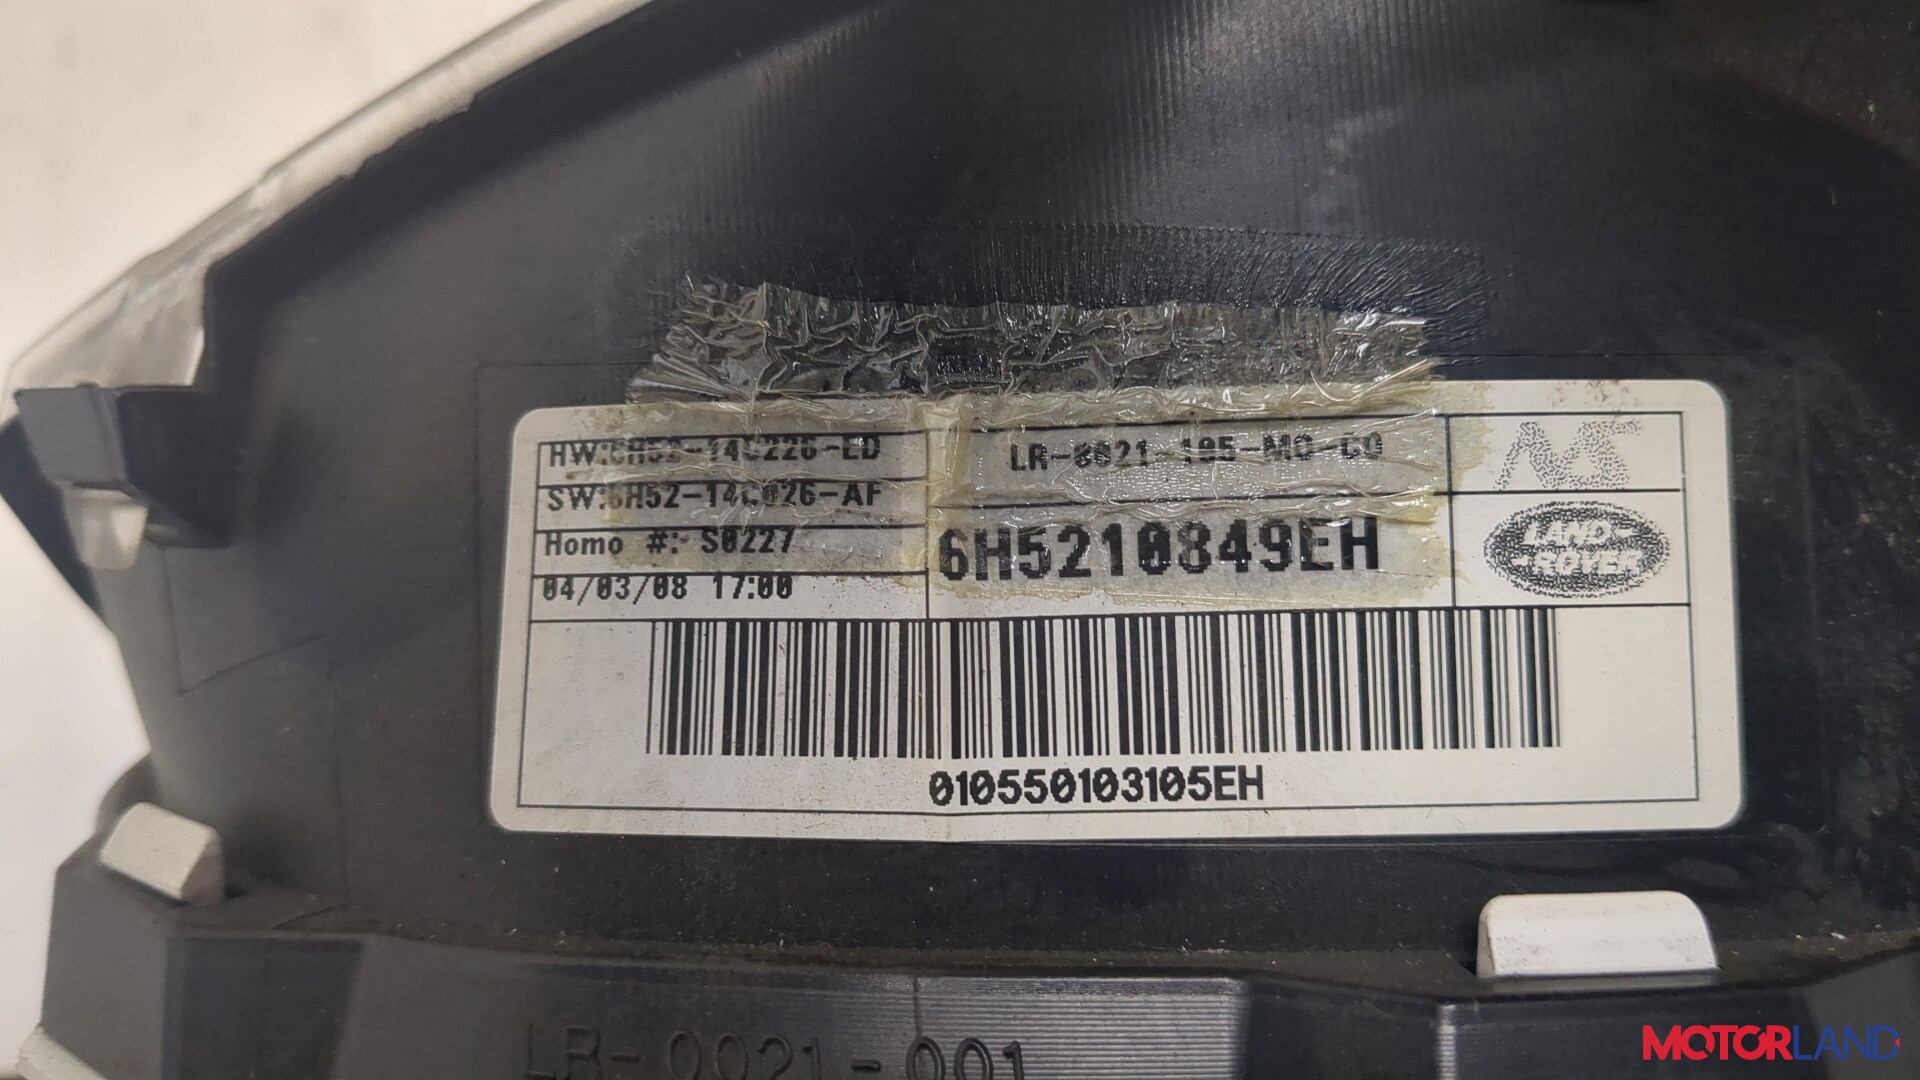 HW:6H52-14C226-ED
LR-0021-105-MO-CO
SW:6H52-14C026-AF
LAND-
-ROVER
Homo #: S0227
6H5210849EH
04/03/08 17:00
010550103105EH
LR-0021-001
MOTORLAND